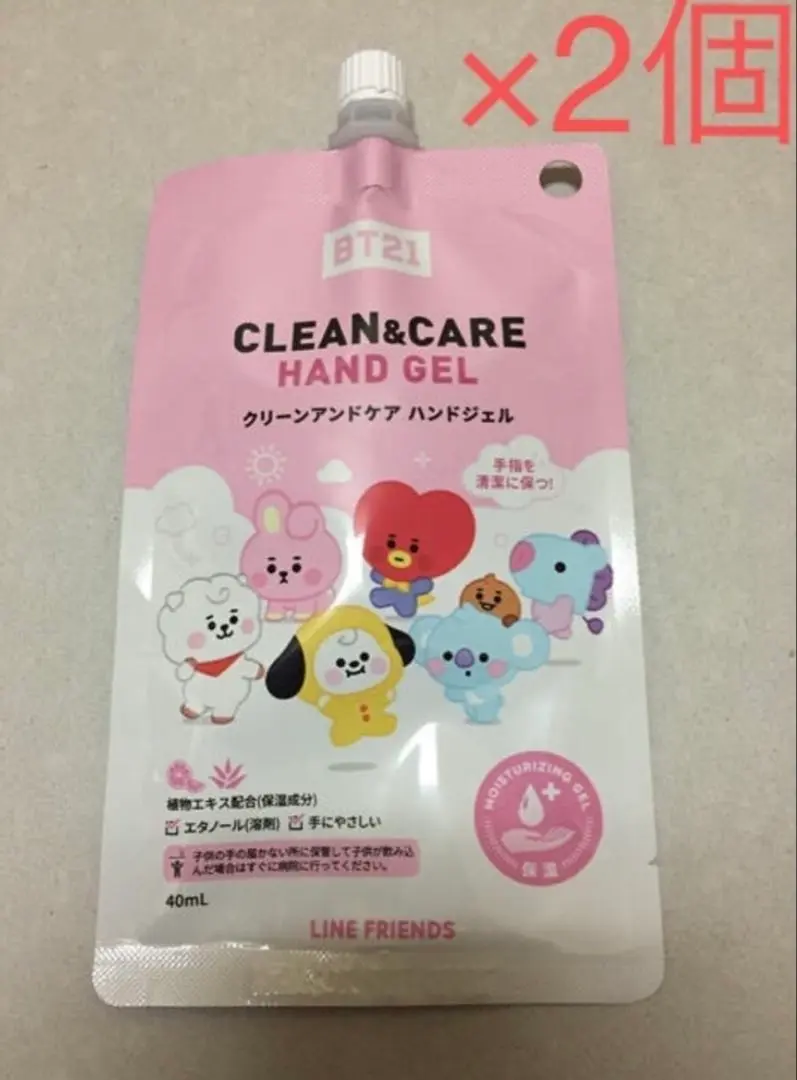 ×2個
BT21
CLEAN&CARE
HAND GEL
クリーンアンドケア ハンドジェル
手指を
清潔に保つ!
植物エキス配合(保湿成分)
エタノール(溶剤) 手にやさしい
子供の手の届かない所に保管して子供が飲み込
んだ場合はすぐに病院に行ってください。
MOISTURIZING GEL
保湿
40mL
LINE FRIENDS